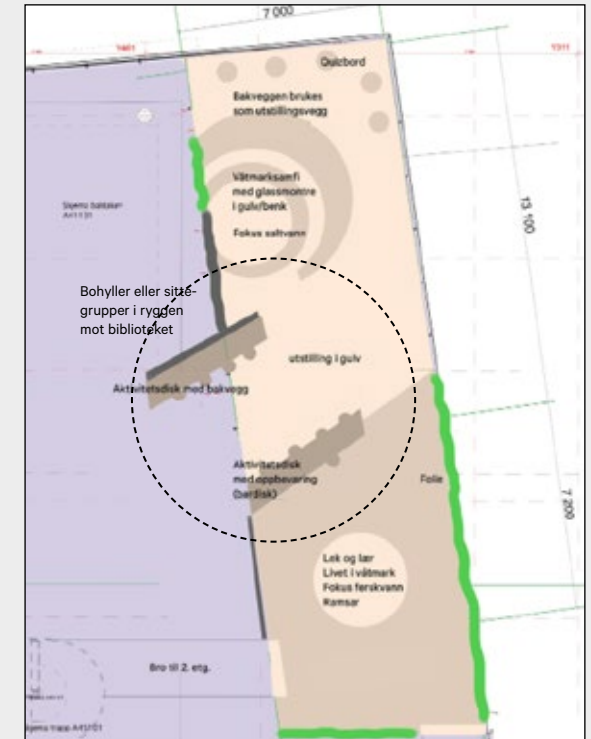 7 000
Quizbord
Bakveggen brukes
som utstillingsvegg
Våtmarksamfi
med glassmontre
i gulv/benk
Fokus saltvann
13 100
Bohyller eller sitte-
grupper i ryggen
mot biblioteket
utstilling i gulv
Aktivitetsdisk med bakvegg
Aktivitetsdisk
med oppbevaring
(bardisk)
Folie
7 200
Lek og lær
Livet i våtmark
Fokus ferskvann
Ramsar
Bro til 2. etg.